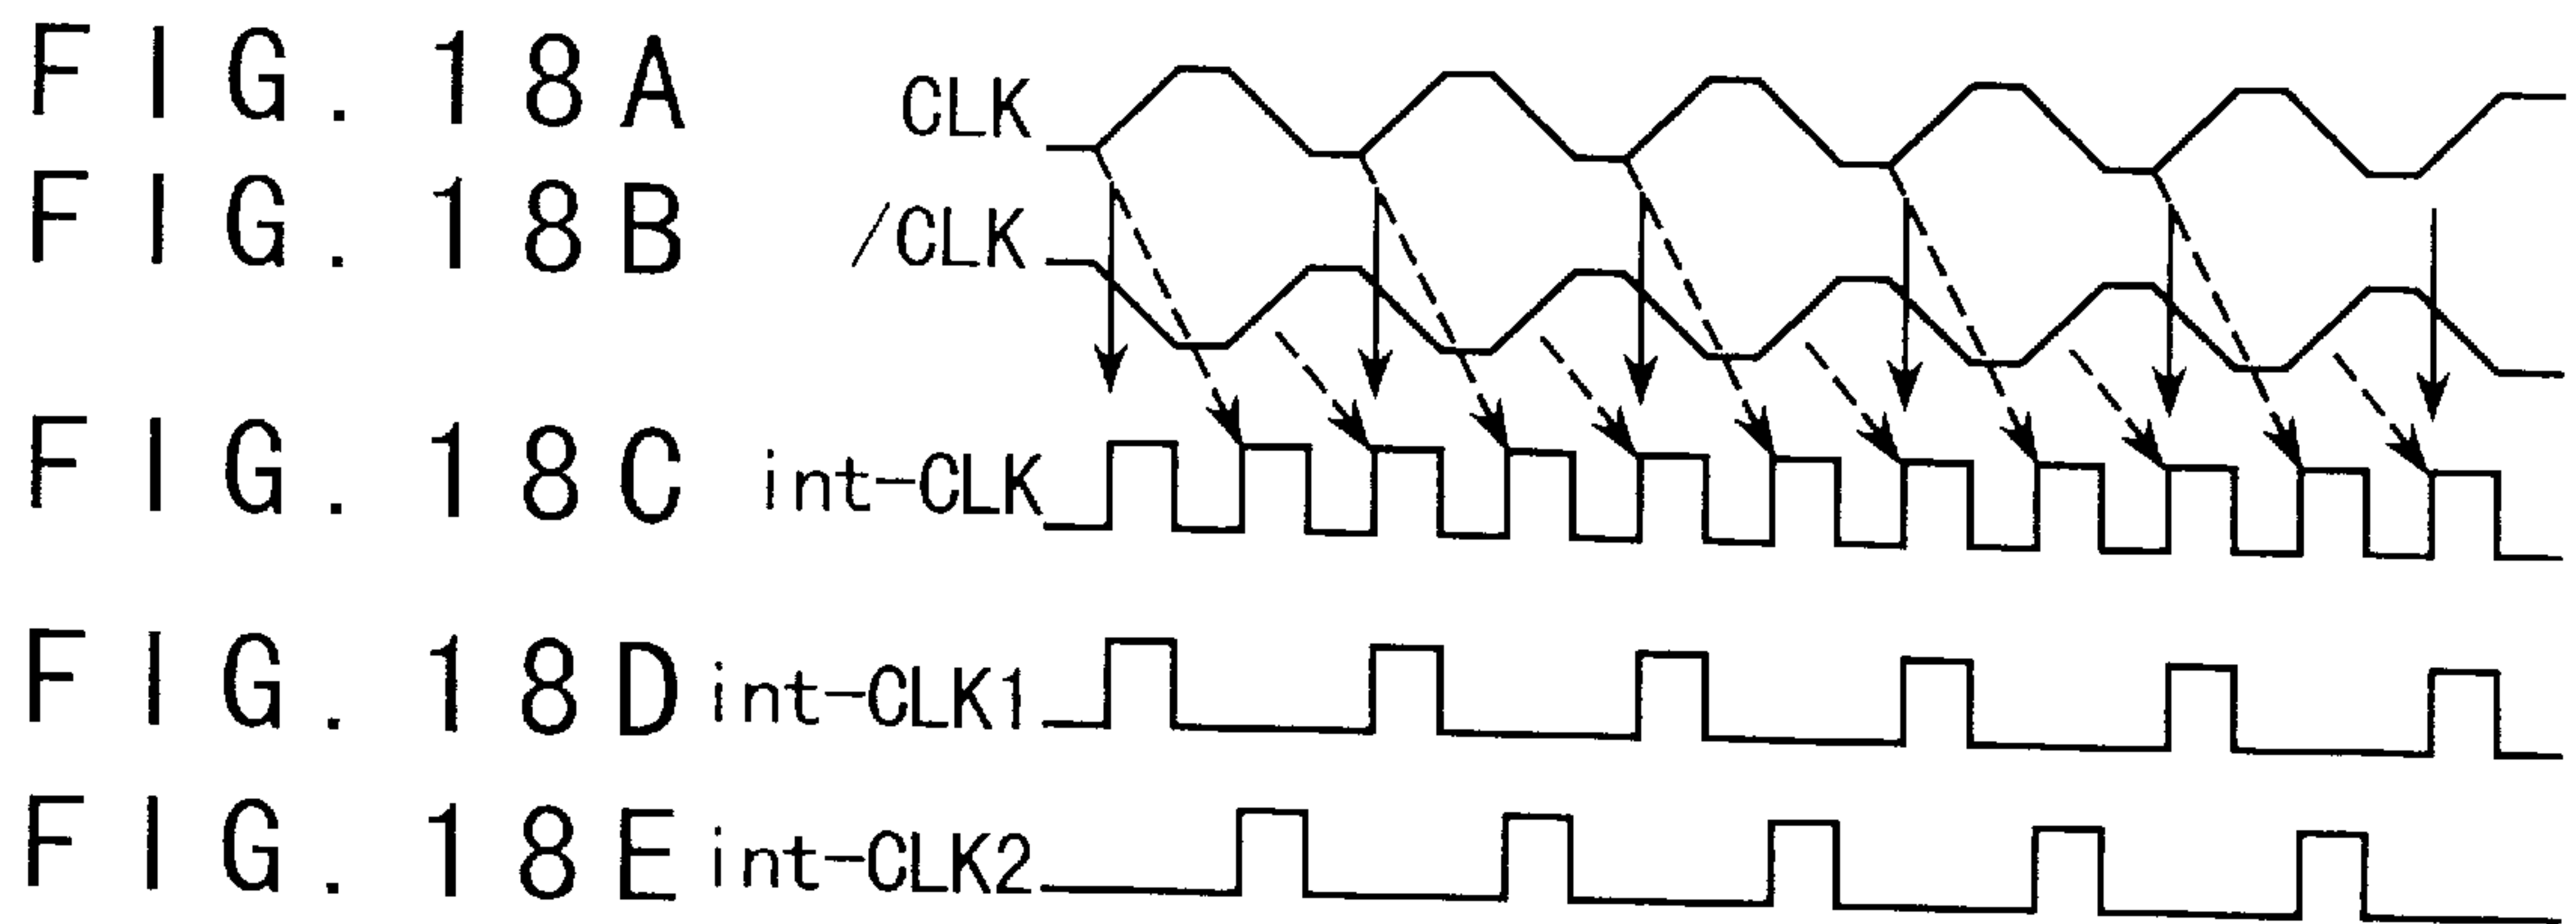 FIG. 18A CLK
FIG. 18B /CLK
FIG. 18C int-CLK
FIG. 18D int-CLK1
FIG. 18E int-CLK2